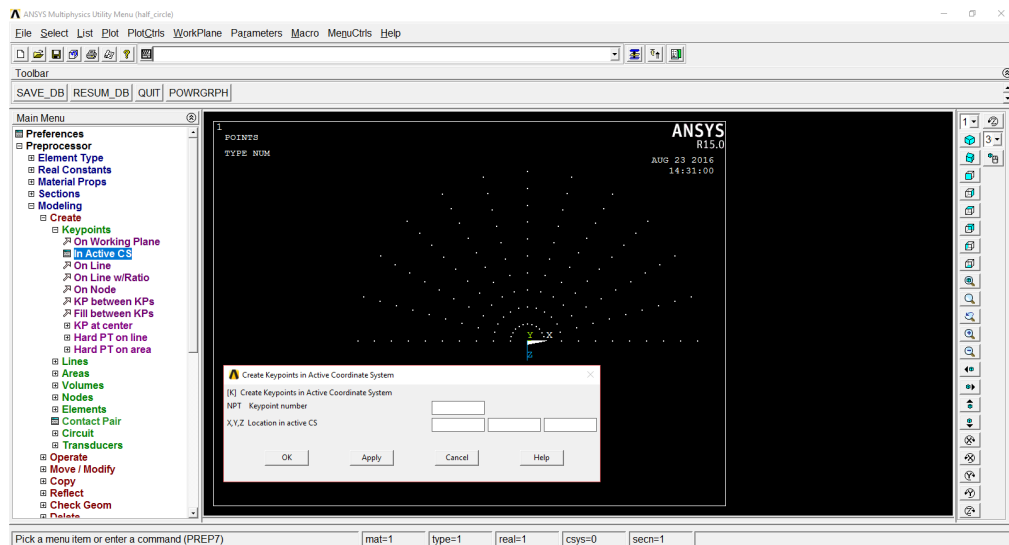 ANSYS Multiphysics Utility Menu (half_circle)
File Select List Plot PlotCtrls WorkPlane Parameters Macro MenuCtrls Help
Toolbar
SAVE_DB RESUM_DB QUIT POWRGRPH
Main Menu
Preferences
Preprocessor
Element Type
Real Constants
Material Props
Sections
Modeling
Create
Keypoints
On Working Plane
In Active CS
On Line
On Line w/Ratio
On Node
KP between KPs
Fill between KPs
KP at center
Hard PT on line
Hard PT on area
Lines
Areas
Volumes
Nodes
Elements
Contact Pair
Circuit
Transducers
Operate
Move / Modify
Copy
Reflect
Check Geom
Delete
1
POINTS
TYPE NUM
ANSYS
R15.0
AUG 23 2016
14:31:00
Y X
Z
Create Keypoints in Active Coordinate System
[K] Create Keypoints in Active Coordinate System
NPT Keypoint number
X,Y,Z Location in active CS
OK Apply Cancel Help
1
3
Pick a menu item or enter a command (PREP7) mat=1 type=1 real=1 csys=0 secn=1